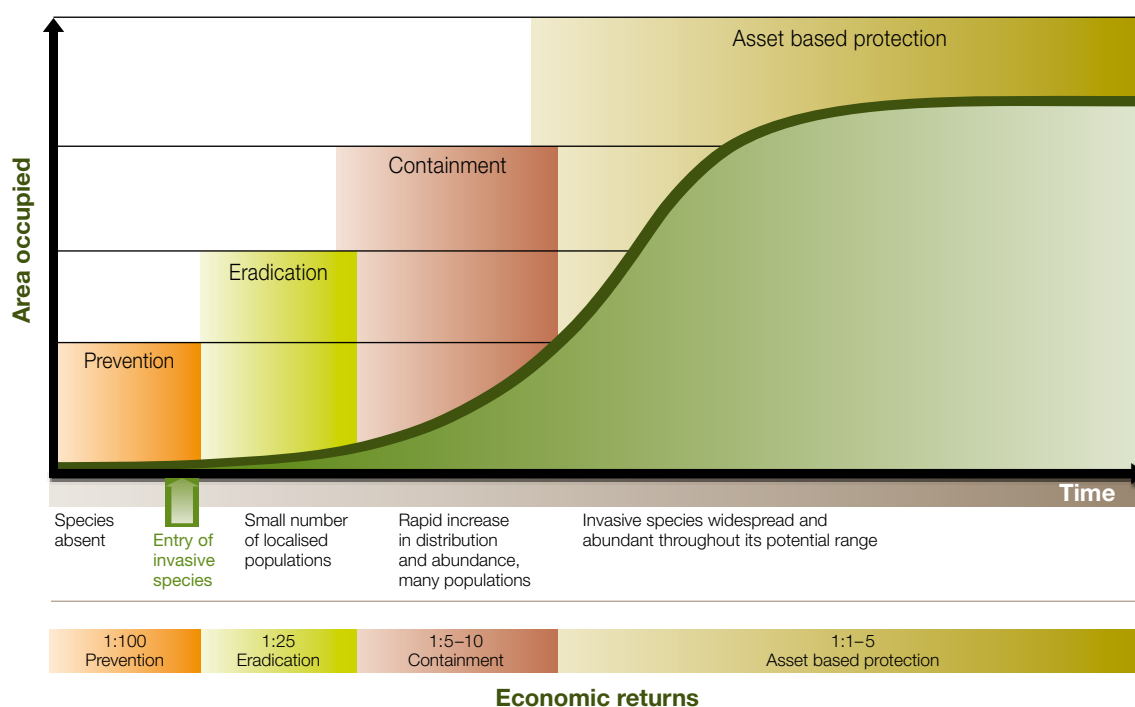 Asset based protection
Containment
Eradication
Prevention
Area occupied
Time
Species
absent
Entry of
invasive
species
Small number
of localised
populations
Rapid increase
in distribution
and abundance,
many populations
Invasive species widespread and
abundant throughout its potential range
1:100
Prevention
1:25
Eradication
1:5–10
Containment
1:1–5
Asset based protection
Economic returns